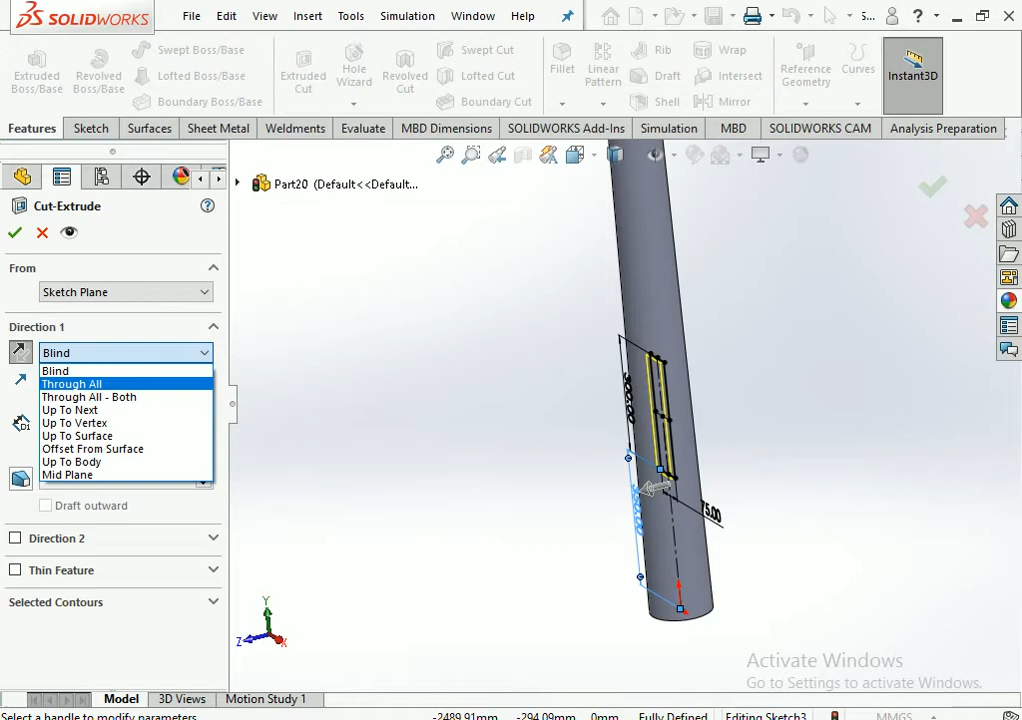 SOLIDWORKS File Edit View Insert Tools Simulation Window Help S... ?
Extruded Boss/Base Revolved Boss/Base Swept Boss/Base Lofted Boss/Base Boundary Boss/Base Extruded Cut Hole Wizard Revolved Cut Swept Cut Lofted Cut Boundary Cut Fillet Linear Pattern Rib Draft Shell Wrap Intersect Mirror Reference Geometry Curves Instant3D
Features Sketch Surfaces Sheet Metal Weldments Evaluate MBD Dimensions SOLIDWORKS Add-Ins Simulation MBD SOLIDWORKS CAM Analysis Preparation
Part20 (Default<<Default...
Cut-Extrude
From
Sketch Plane
Direction 1
Blind
Blind
Through All
Through All - Both
Up To Next
Up To Vertex
Up To Surface
Offset From Surface
Up To Body
Mid Plane
Draft outward
Direction 2
Thin Feature
Selected Contours
300.00
350.00
75.00
Y
Z
X
Activate Windows
Go to Settings to activate Windows.
Model 3D Views Motion Study 1
Select a handle to modify parameters -2489.91mm -294.09mm 0mm Fully Defined Editing Sketch3 MMGS